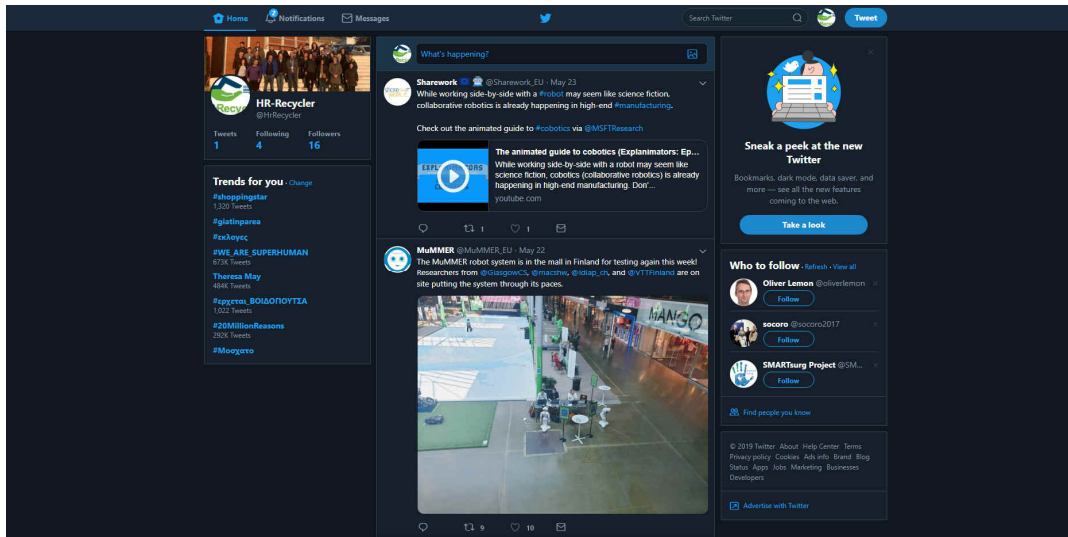 Home
2
Notifications
Messages
Search Twitter
Tweet
HR-Recycler
@HrRecycler
Tweets Following Followers
1 4 16
Trends for you · Change
#shoppingstar
1,320 Tweets
#giatinparea
#εκλογες
#WE_ARE_SUPERHUMAN
673K Tweets
Theresa May
484K Tweets
#ερχεται_ΒΟΙΔΟΠΟΥΤΣΑ
1,022 Tweets
#20MillionReasons
292K Tweets
#Μοσχατο
What's happening?
Sharework @Sharework_EU · May 23
While working side-by-side with a #robot may seem like science fiction,
collaborative robotics is already happening in high-end #manufacturing.
Check out the animated guide to #cobotics via @MSFTResearch
The animated guide to cobotics (Explanimators: Ep...
While working side-by-side with a robot may seem like
science fiction, cobotics (collaborative robotics) is already
happening in high-end manufacturing. Don'...
youtube.com
1 1
MuMMER @MuMMER_EU · May 22
The MuMMER robot system is in the mall in Finland for testing again this week!
Researchers from @GlasgowCS, @macshw, @Idiap_ch, and @VTTFinland are on
site putting the system through its paces.
MANGO
9 10
Sneak a peek at the new
Twitter
Bookmarks, dark mode, data saver, and
more — see all the new features
coming to the web.
Take a look
Who to follow · Refresh · View all
Oliver Lemon @oliverlemon
Follow
socoro @socoro2017
Follow
SMARTsurg Project @SM...
Follow
Find people you know
© 2019 Twitter About Help Center Terms
Privacy policy Cookies Ads info Brand Blog
Status Apps Jobs Marketing Businesses
Developers
Advertise with Twitter